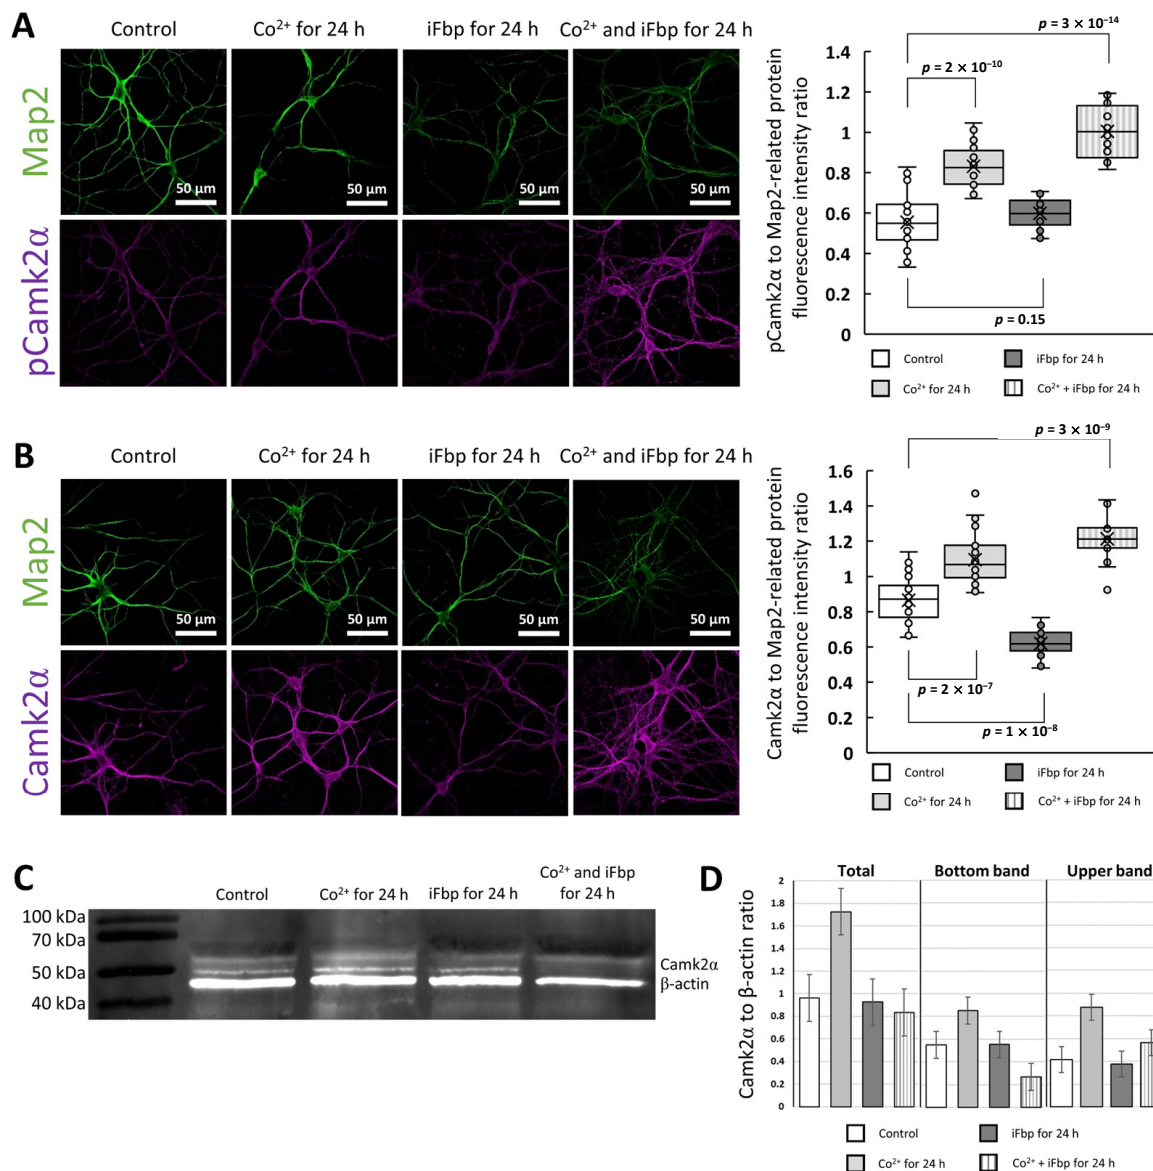 A
Control
Co²⁺ for 24 h
iFbp for 24 h
Co²⁺ and iFbp for 24 h
Map2
50 µm
50 µm
50 µm
50 µm
pCamk2α
pCamk2α to Map2-related protein
fluorescence intensity ratio
p = 3 × 10⁻¹⁴
p = 2 × 10⁻¹⁰
p = 0.15
1.4
1.2
1
0.8
0.6
0.4
0.2
0
Control
iFbp for 24 h
Co²⁺ for 24 h
Co²⁺ + iFbp for 24 h
B
Control
Co²⁺ for 24 h
iFbp for 24 h
Co²⁺ and iFbp for 24 h
Map2
50 µm
50 µm
50 µm
50 µm
Camk2α
Camk2α to Map2-related protein
fluorescence intensity ratio
p = 3 × 10⁻⁹
p = 2 × 10⁻⁷
p = 1 × 10⁻⁸
1.6
1.4
1.2
1
0.8
0.6
0.4
0.2
0
Control
iFbp for 24 h
Co²⁺ for 24 h
Co²⁺ + iFbp for 24 h
C
Control
Co²⁺ for 24 h
iFbp for 24 h
Co²⁺ and iFbp
for 24 h
100 kDa
70 kDa
50 kDa
40 kDa
Camk2α
β-actin
D
Total
Bottom band
Upper band
Camk2α to β-actin ratio
2
1.8
1.6
1.4
1.2
1
0.8
0.6
0.4
0.2
0
Control
iFbp for 24 h
Co²⁺ for 24 h
Co²⁺ + iFbp for 24 h